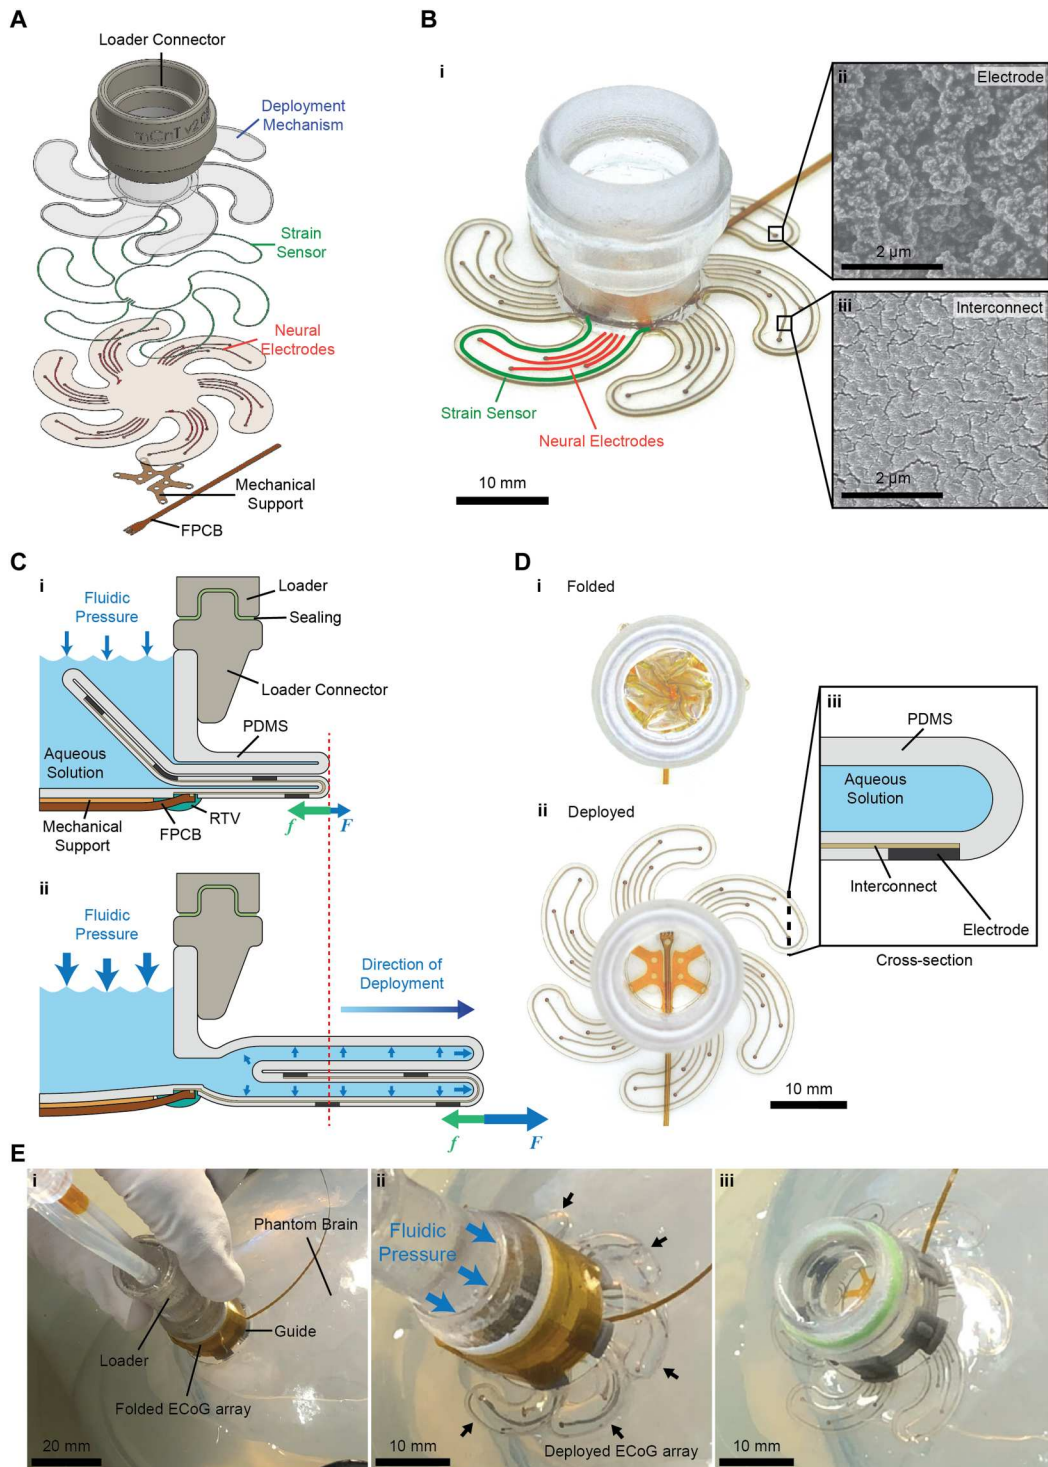 A
Loader Connector
Deployment
Mechanism
Strain
Sensor
Neural
Electrodes
Mechanical
Support
FPCB
B
i
Strain Sensor
Neural Electrodes
10 mm
ii
Electrode
2 µm
iii
Interconnect
2 µm
C
i
Fluidic
Pressure
Loader
Sealing
Loader Connector
PDMS
Aqueous
Solution
Mechanical
Support
FPCB
RTV
f
F
ii
Fluidic
Pressure
Direction of
Deployment
f
F
D
i
Folded
ii
Deployed
10 mm
iii
PDMS
Aqueous
Solution
Interconnect
Electrode
Cross-section
E
i
Phantom Brain
Guide
Loader
Folded ECoG array
20 mm
ii
Fluidic
Pressure
Deployed ECoG array
10 mm
iii
10 mm